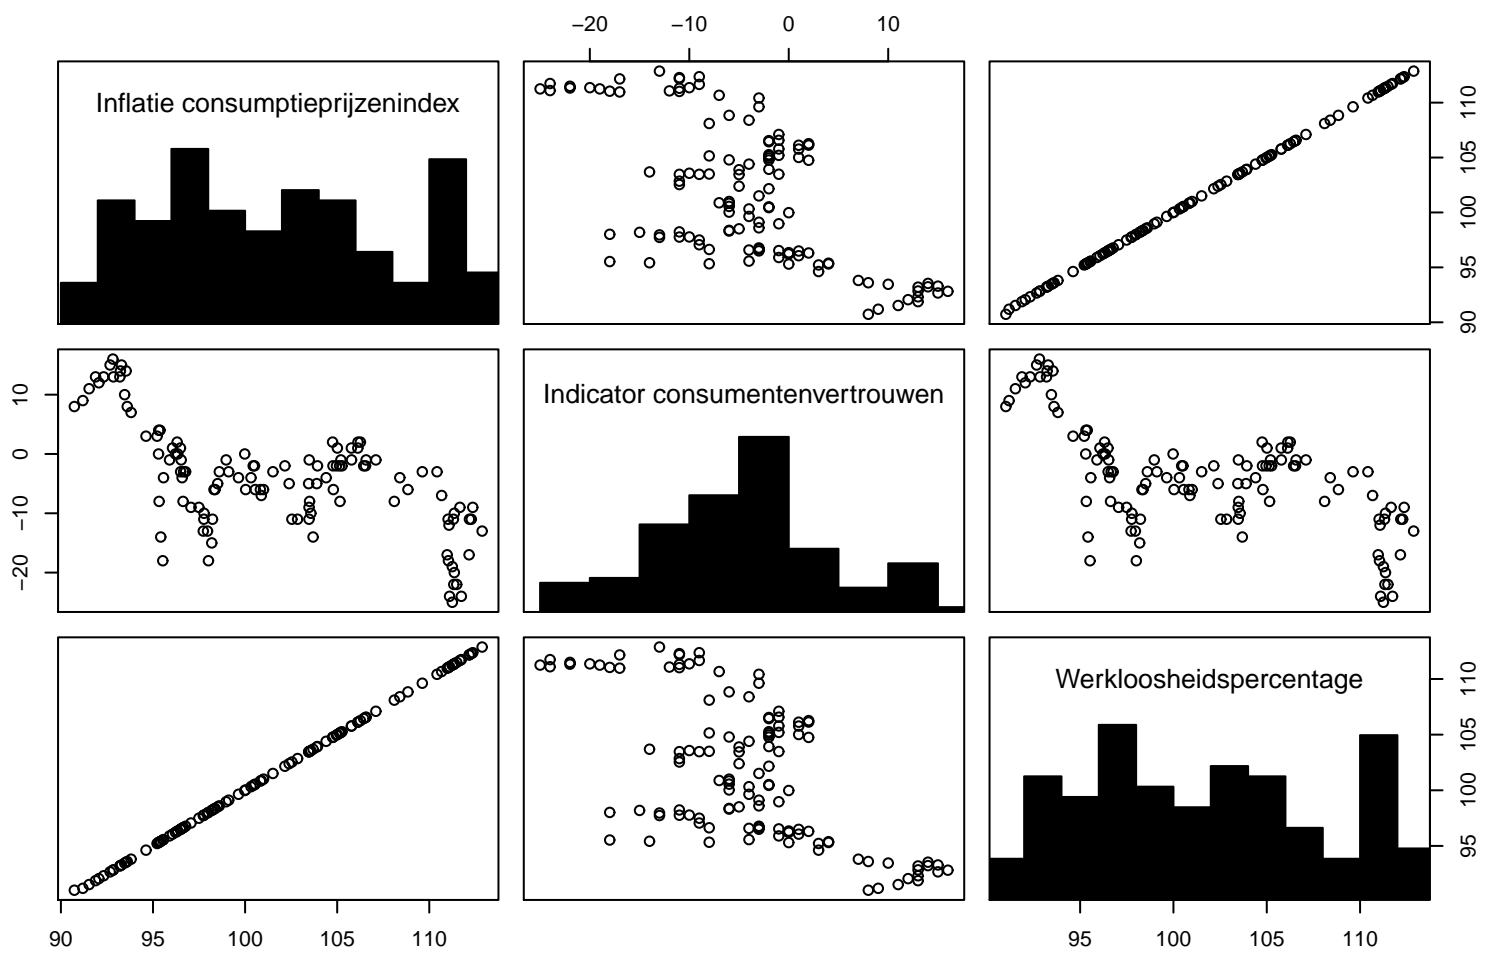 −20 −10 0 10
Inflatie consumptieprijzenindex
90 95 100 105 110
−20 −10 0 10
Indicator consumentenvertrouwen
Werkloosheidspercentage
95 100 105 110
90 95 100 105 110
95 100 105 110